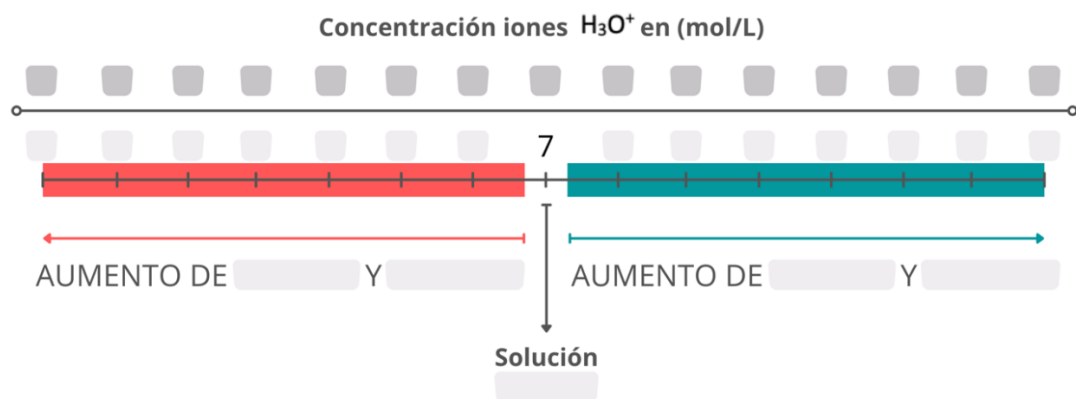 Concentración iones H₃O⁺ en (mol/L)
7
AUMENTO DE Y
AUMENTO DE Y
Solución